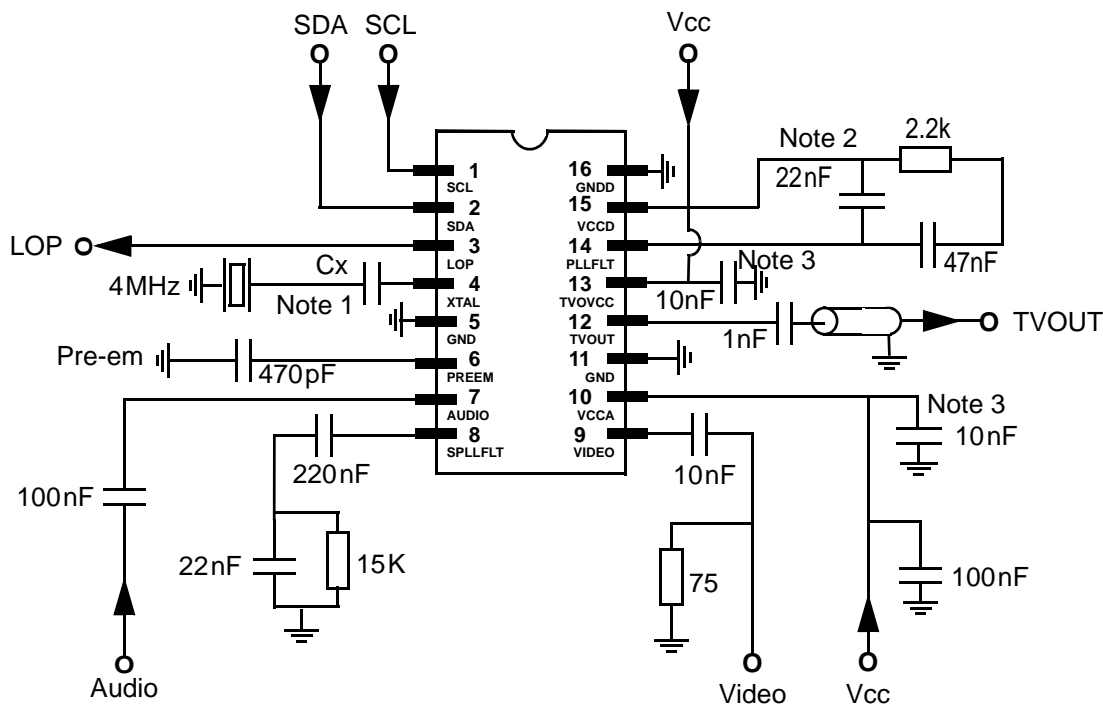 SDA SCL
Vcc
2.2k
Note 2
22nF
47nF
1
SCL
2
SDA
3
LOP
4
XTAL
5
GND
6
PREEM
7
AUDIO
8
SPLLFLT
16
GNDD
15
VCCD
14
PLLFLT
13
TVOVCC
12
TVOUT
11
GND
10
VCCA
9
VIDEO
LOP
4MHz
Cx
Note 1
Pre-em
470pF
Note 3
10nF
1nF
TVOUT
Note 3
10nF
220nF
10nF
100nF
22nF
15K
75
100nF
Audio
Video
Vcc